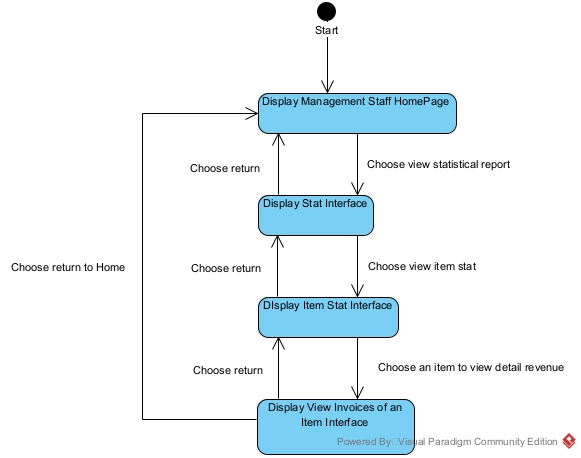 Start
Display Management Staff HomePage
Choose return
Choose view statistical report
Display Stat Interface
Choose return to Home
Choose return
Choose view item stat
DIsplay Item Stat Interface
Choose return
Choose an item to view detail revenue
Display View Invoices of an
Item Interface
Powered By Visual Paradigm Community Edition